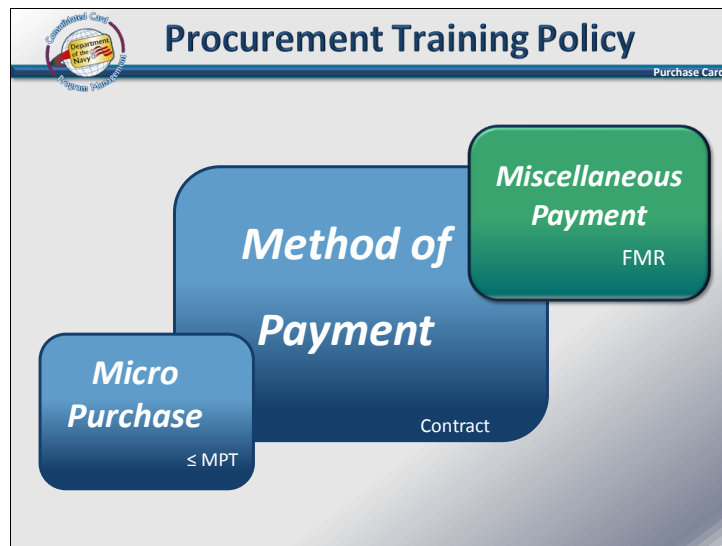 Consolidated Card
Department
of the
Navy
Program Management
Procurement Training Policy
Purchase Card
Miscellaneous
Payment
FMR
Method of
Payment
Contract
Micro
Purchase
≤ MPT